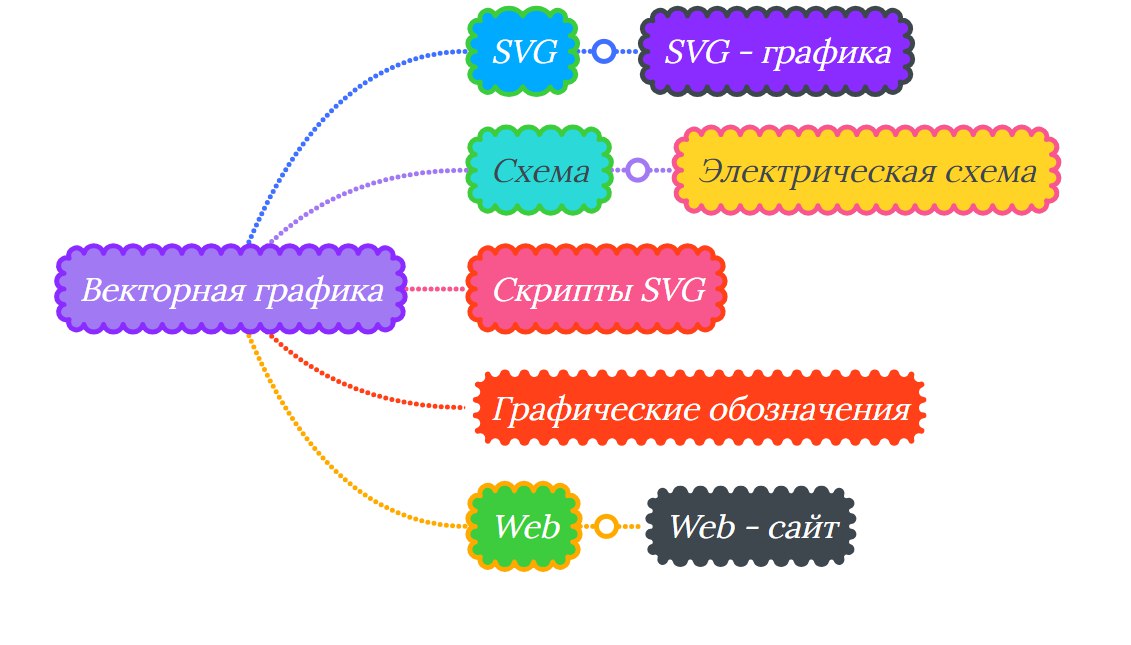 SVG
SVG - графика
Схема
Электрическая схема
Векторная графика
Скрипты SVG
Графические обозначения
Web
Web - сайт